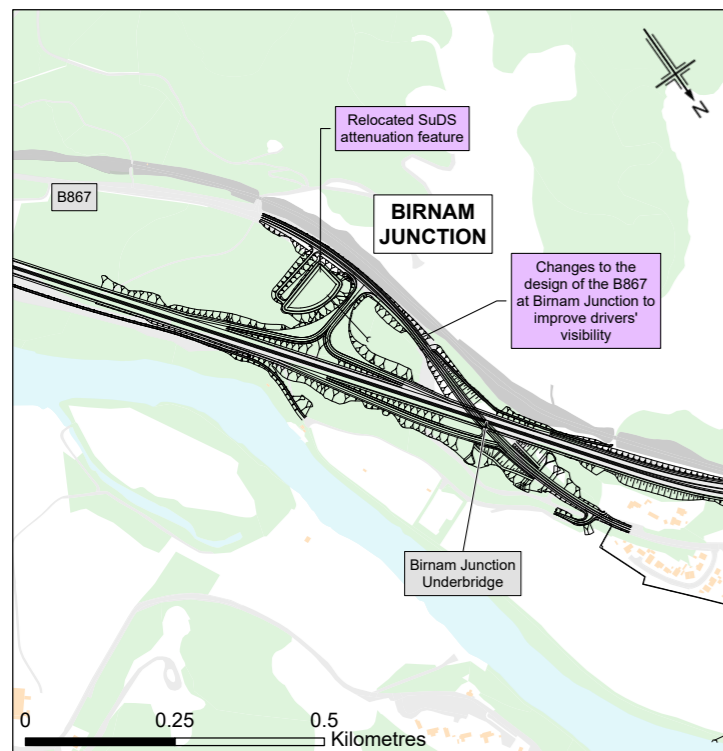 N
Relocated SuDS
attenuation feature
B867
BIRNAM
JUNCTION
Changes to the
design of the B867
at Birnam Junction to
improve drivers'
visibility
Birnam Junction
Underbridge
0 0.25 0.5
Kilometres